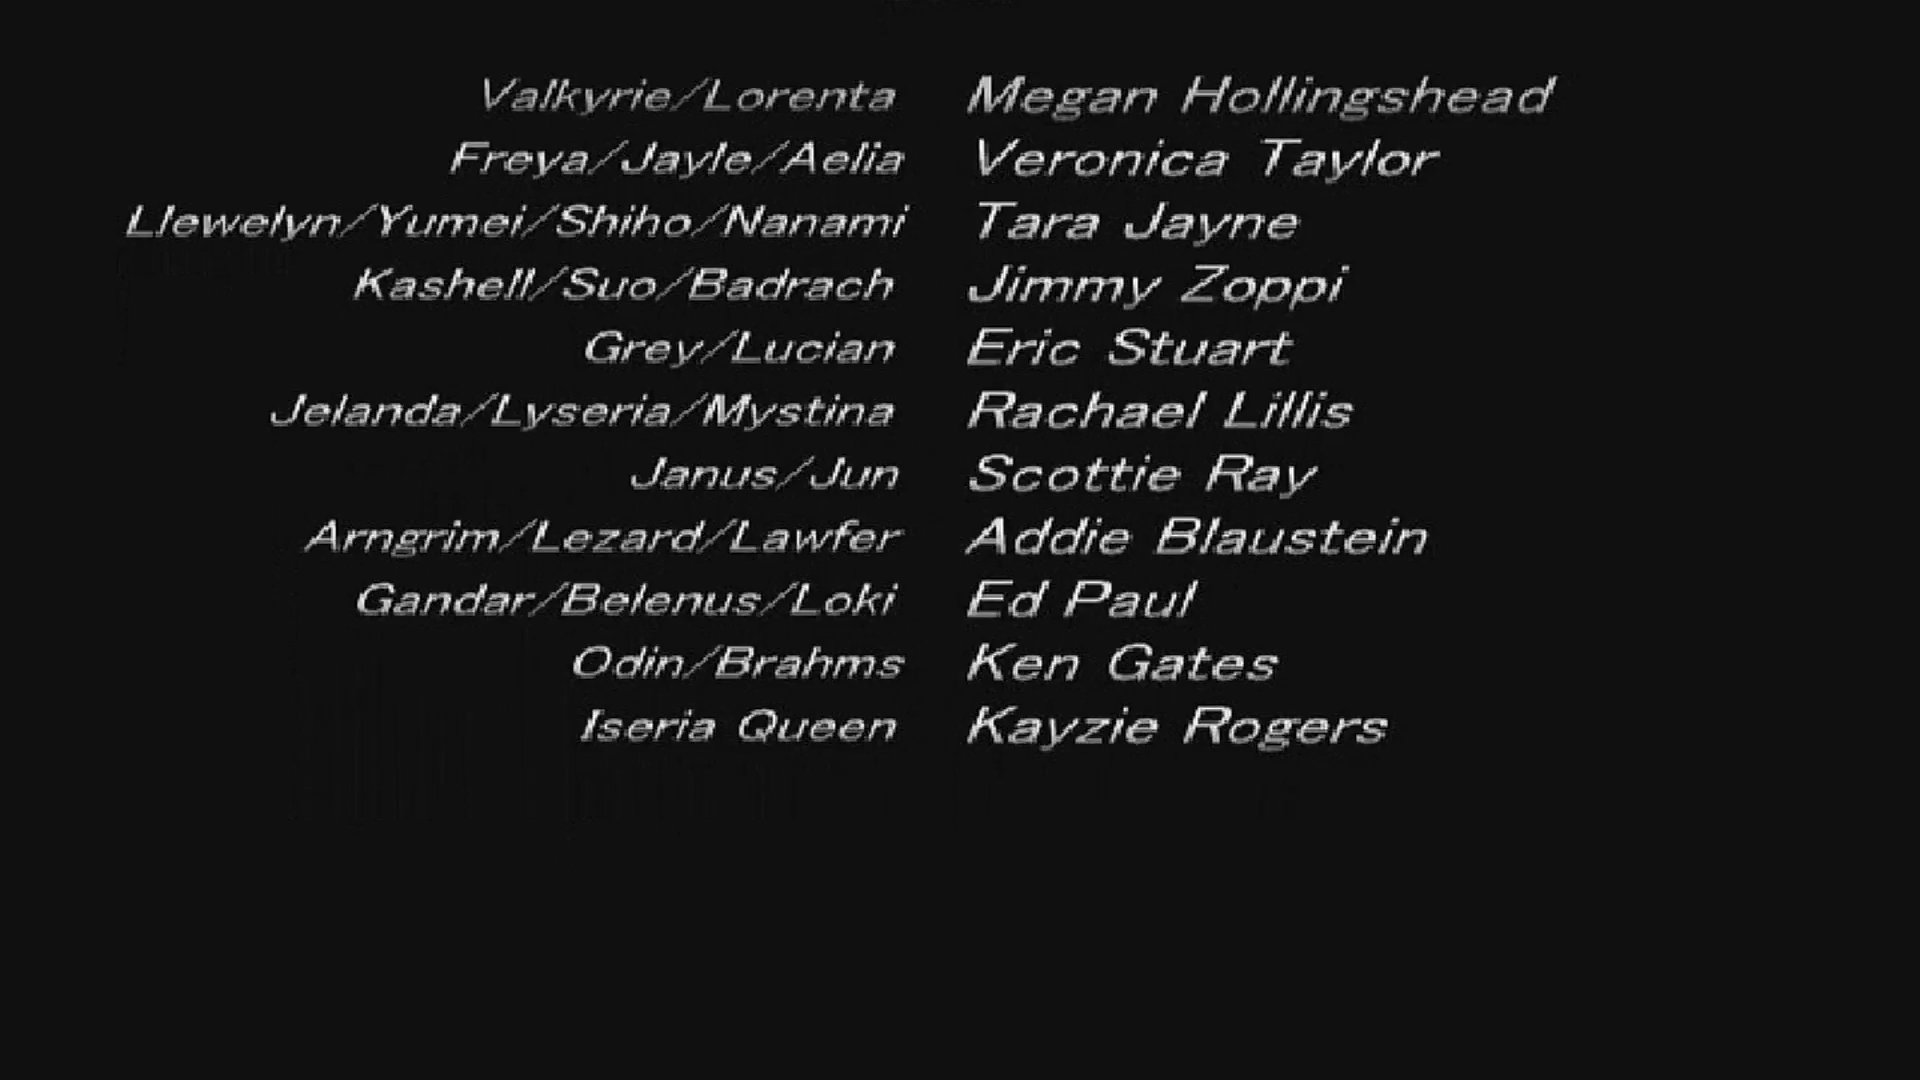 Valkyrie/Lorenta Megan Hollingshead
Freya/Jayle/Aelia Veronica Taylor
Llewelyn/Yumei/Shiho/Nanami Tara Jayne
Kashell/Suo/Badrach Jimmy Zoppi
Grey/Lucian Eric Stuart
Jelanda/Lyseria/Mystina Rachael Lillis
Janus/Jun Scottie Ray
Arngrim/Lezard/Lawfer Addie Blaustein
Gandar/Belenus/Loki Ed Paul
Odin/Brahms Ken Gates
Iseria Queen Kayzie Rogers